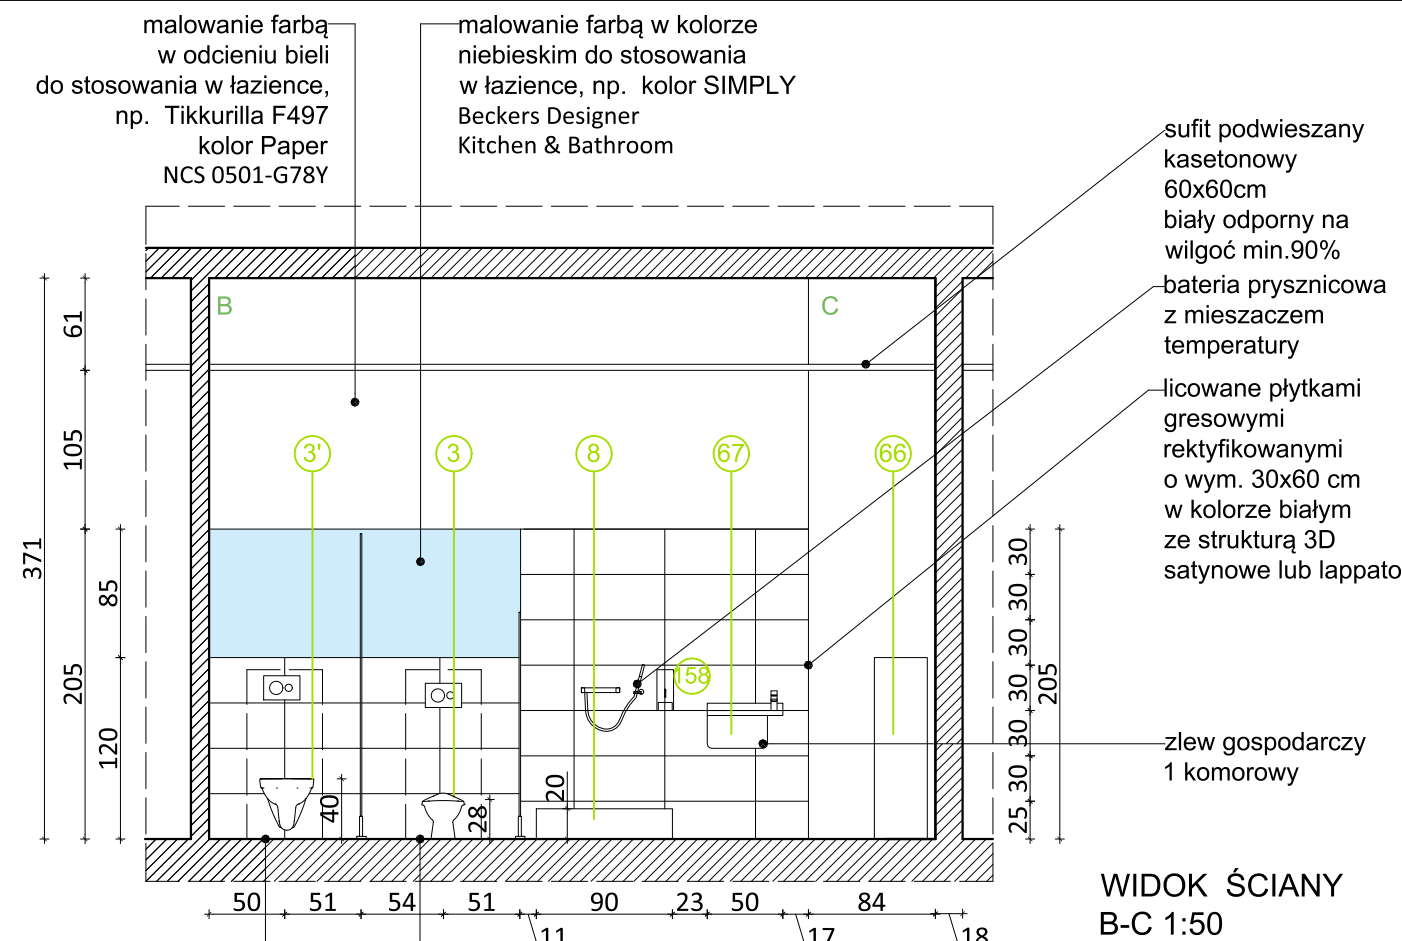 malowanie farbą
w odcieniu bieli
do stosowania w łazience,
np. Tikkurilla F497
kolor Paper
NCS 0501-G78Y
malowanie farbą w kolorze
niebieskim do stosowania
w łazience, np. kolor SIMPLY
Beckers Designer
Kitchen & Bathroom
sufit podwieszany
kasetonowy
60x60cm
biały odporny na
wilgoć min.90%
bateria prysznicowa
z mieszaczem
temperatury
licowane płytkami
gresowymi
rektyfikowanymi
o wym. 30x60 cm
w kolorze białym
ze strukturą 3D
satynowe lub lappato
zlew gospodarczy
1 komorowy
B
C
3'
3
8
67
66
158
371
61
105
205
85
120
40
28
20
30
30
30
30
30
30
25
205
50
51
54
51
11
90
23
50
17
84
18
WIDOK ŚCIANY
B-C 1:50